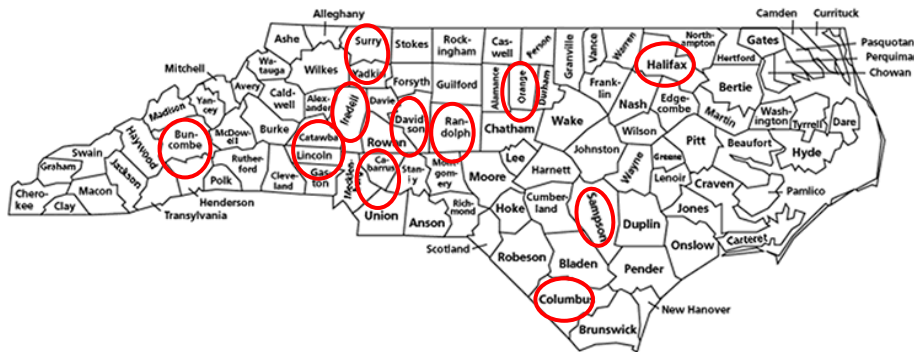 Alleghany
Camden
Currituck
Ashe
Surry
Stokes
Rock-
ingham
Cas-
well
Person
Granville
Vance
Warren
North-
ampton
Gates
Pasquotan
Perquiman
Chowan
Hertford
Halifax
Wa-
tauga
Wilkes
Yadkin
Forsyth
Guilford
Alamance
Orange
Durham
Frank-
lin
Bertie
Mitchell
Avery
Cald-
well
Alex-
ander
Iredell
Davie
David
son
Ran-
dolph
Chatham
Wake
Nash
Edge-
combe
Martin
Wash-
ington
Tyrrell
Dare
Madison
Yan-
cey
Bun-
combe
McDow-
ell
Burke
Catawba
Lincoln
Rowan
Wilson
Pitt
Beaufort
Hyde
Swain
Haywood
Graham
Jackson
Ruther-
ford
Cleve-
land
Gas-
ton
Ca-
barrus
Stan-
ly
Mont-
gom-
ery
Moore
Lee
Harnett
Johnston
Wayne
Greene
Lenoir
Craven
Pamlico
Chero-
kee
Clay
Macon
Polk
Henderson
Transylvania
Union
Anson
Rich-
mond
Hoke
Cumber-
land
Sampson
Duplin
Jones
Carteret
Onslow
Scotland
Robeson
Bladen
Pender
Columbus
New Hanover
Brunswick